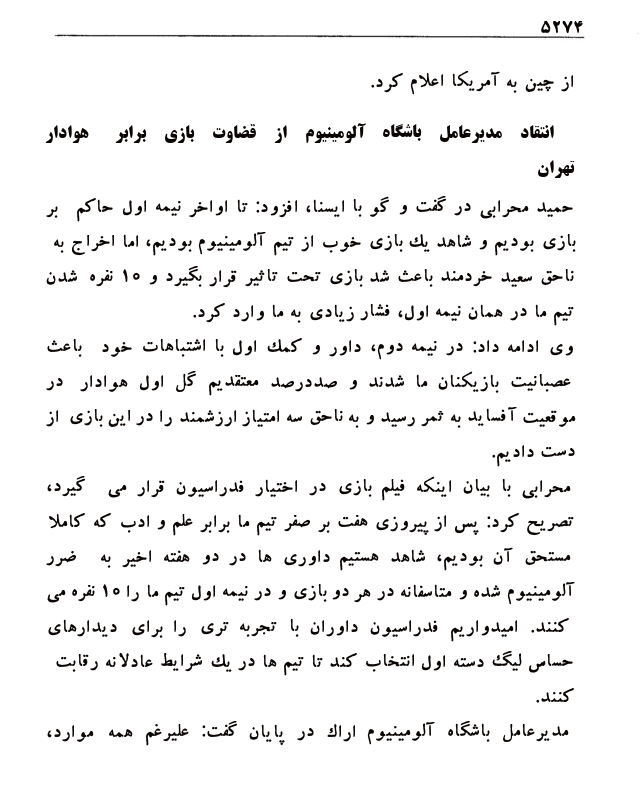 ۵۲۷۴
از چین به آمریکا اعلام کرد.
انتقاد مدیرعامل باشگاه آلومینیوم از قضاوت بازی برابر هوادار
تهران
حمید محرابی در گفت و گو با ایسنا، افزود: تا اواخر نیمه اول حاکم بر
بازی بودیم و شاهد یك بازی خوب از تیم آلومینیوم بودیم، اما اخراج به
ناحق سعید خردمند باعث شد بازی تحت تاثیر قرار بگیرد و ۱۰ نفره شدن
تیم ما در همان نیمه اول، فشار زیادی به ما وارد کرد.
وی ادامه داد: در نیمه دوم، داور و کمك اول با اشتباهات خود باعث
عصبانیت بازیکنان ما شدند و صددرصد معتقدیم گل اول هوادار در
موقعیت آفساید به ثمر رسید و به ناحق سه امتیاز ارزشمند را در این بازی از
دست دادیم.
محرابی با بیان اینکه فیلم بازی در اختیار فدراسیون قرار می گیرد،
تصریح کرد: پس از پیروزی هفت بر صفر تیم ما برابر علم و ادب که کاملا
مستحق آن بودیم، شاهد هستیم داوری ها در دو هفته اخیر به ضرر
آلومینیوم شده و متاسفانه در هر دو بازی و در نیمه اول تیم ما را ۱۰ نفره می
کنند. امیدواریم فدراسیون داوران با تجربه تری را برای دیدارهای
حساس لیگ دسته اول انتخاب کند تا تیم ها در یك شرایط عادلانه رقابت
کنند.
مدیرعامل باشگاه آلومینیوم اراك در پایان گفت: علیرغم همه موارد،